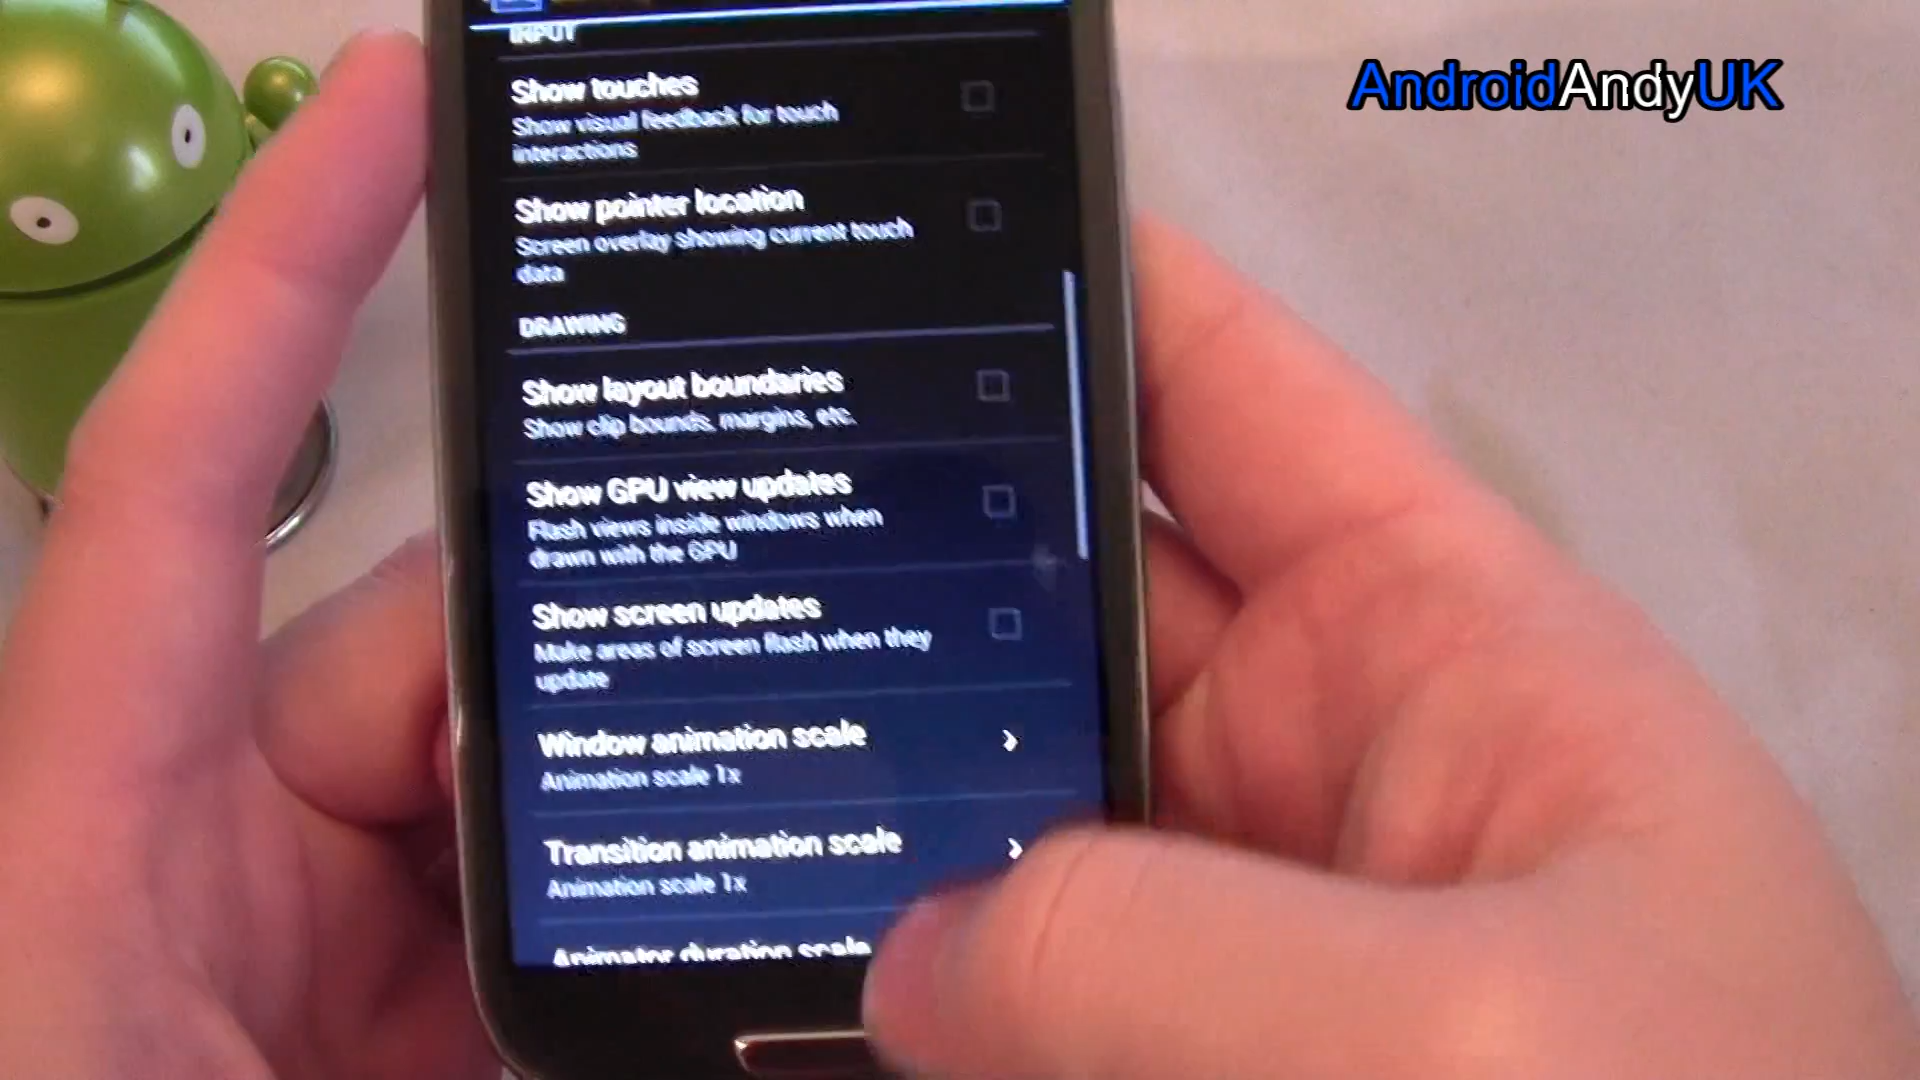 AndroidAndyUK
INPUT
Show touches
Show visual feedback for touch
interactions
Show pointer location
Screen overlay showing current touch
data
DRAWING
Show layout boundaries
Show clip bounds, margins, etc.
Show GPU view updates
Flash views inside windows when
drawn with the GPU
Show screen updates
Make areas of screen flash when they
update
Window animation scale
Animation scale 1x
Transition animation scale
Animation scale 1x
Animator duration scale